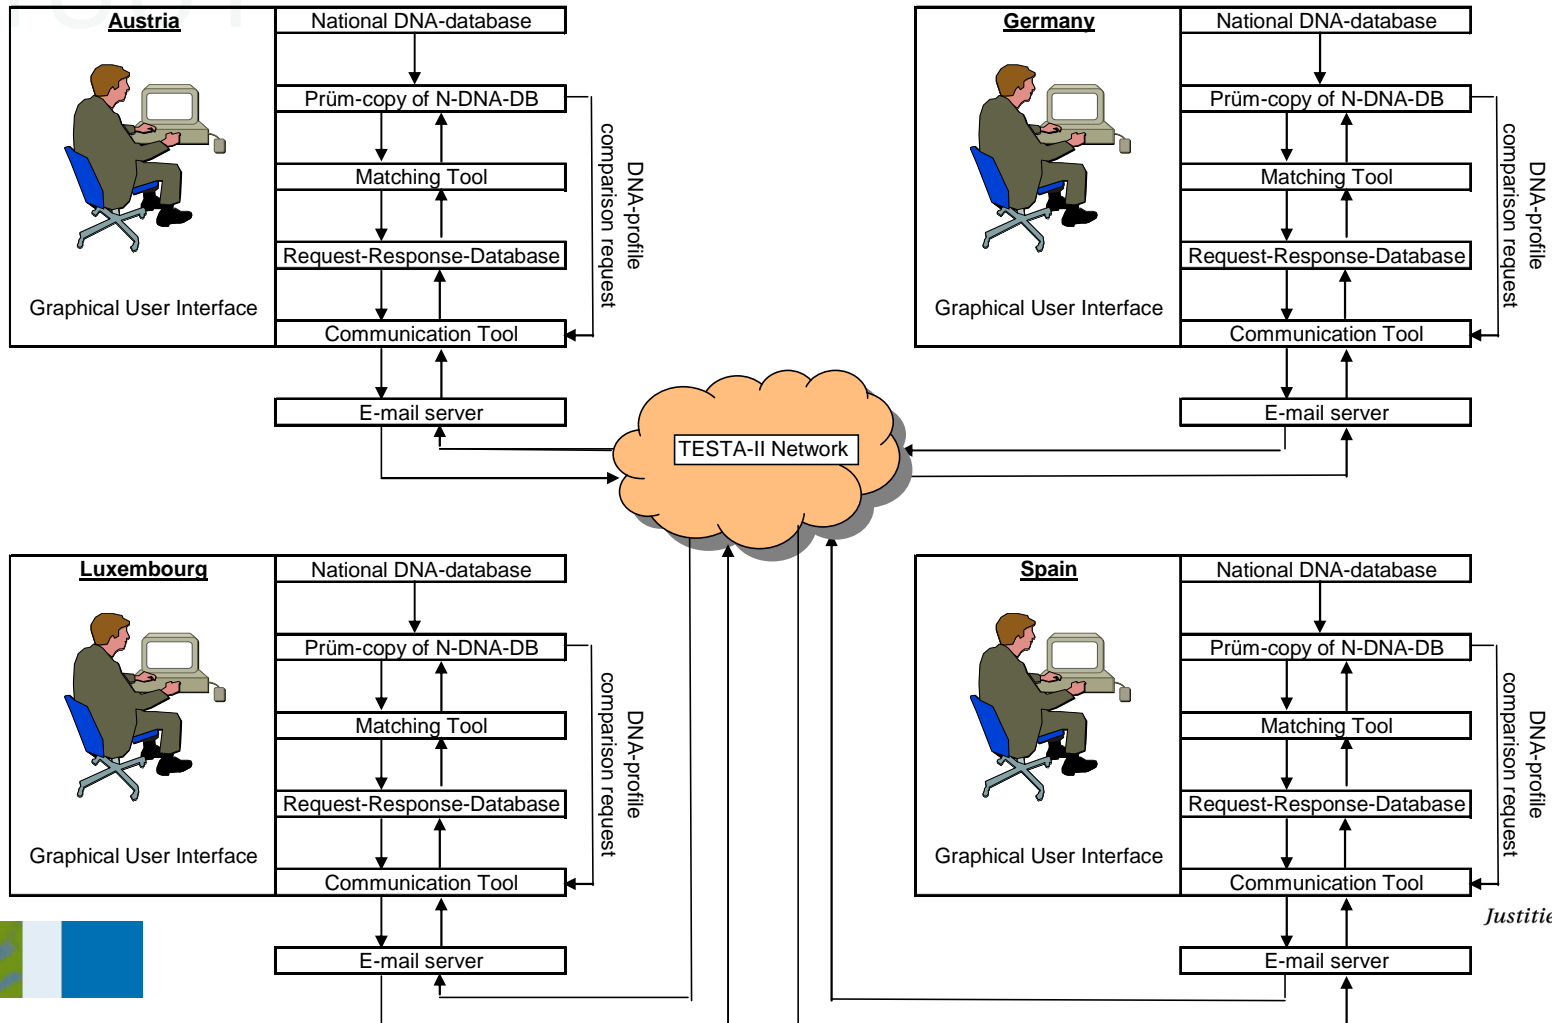 Austria
National DNA-database
Prüm-copy of N-DNA-DB
Matching Tool
Request-Response-Database
Graphical User Interface
Communication Tool
E-mail server
DNA-profile
comparison request
Germany
National DNA-database
Prüm-copy of N-DNA-DB
Matching Tool
Request-Response-Database
Graphical User Interface
Communication Tool
E-mail server
DNA-profile
comparison request
TESTA-II Network
Luxembourg
National DNA-database
Prüm-copy of N-DNA-DB
Matching Tool
Request-Response-Database
Graphical User Interface
Communication Tool
E-mail server
DNA-profile
comparison request
Spain
National DNA-database
Prüm-copy of N-DNA-DB
Matching Tool
Request-Response-Database
Graphical User Interface
Communication Tool
E-mail server
DNA-profile
comparison request
Justitie